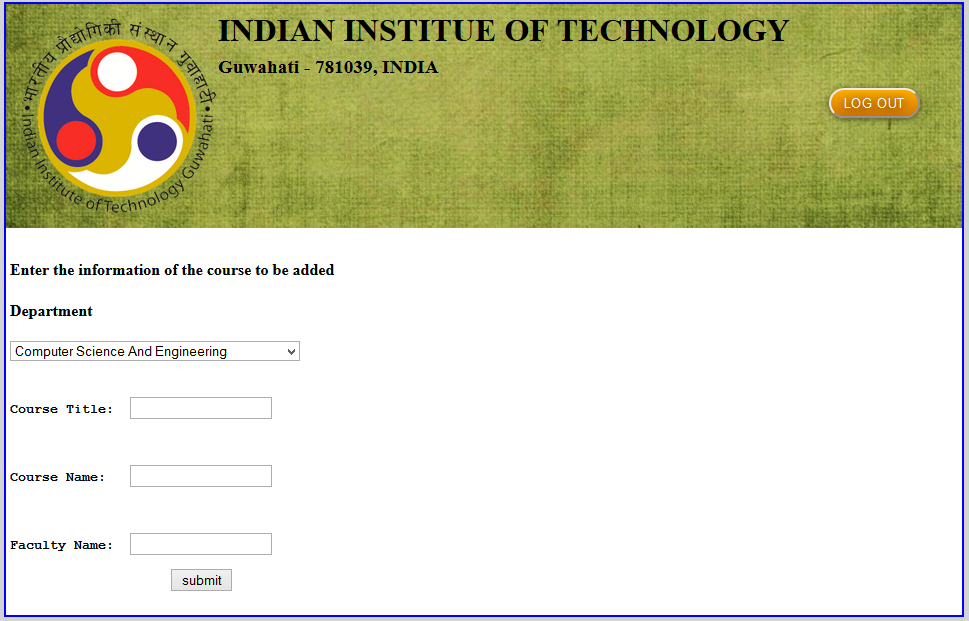 भारतीय प्रौद्योगिकी संस्थान गुवाहाटी
Indian Institute of Technology Guwahati
INDIAN INSTITUE OF TECHNOLOGY
Guwahati - 781039, INDIA
LOG OUT
Enter the information of the course to be added
Department
Computer Science And Engineering
Course Title:
Course Name:
Faculty Name:
submit